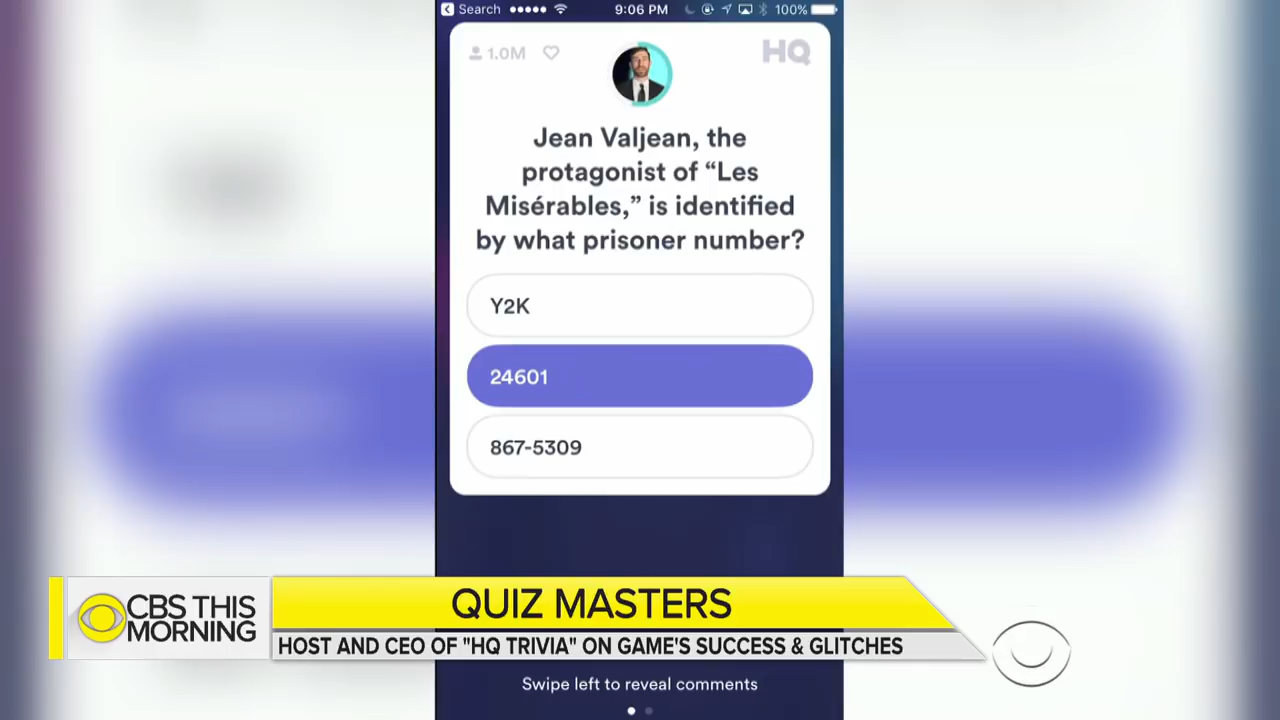 Search 9:06 PM 100%
1.0M HQ
Jean Valjean, the
protagonist of “Les
Misérables,” is identified
by what prisoner number?
Y2K
24601
867-5309
CBS THIS
MORNING
QUIZ MASTERS
HOST AND CEO OF "HQ TRIVIA" ON GAME'S SUCCESS & GLITCHES
Swipe left to reveal comments